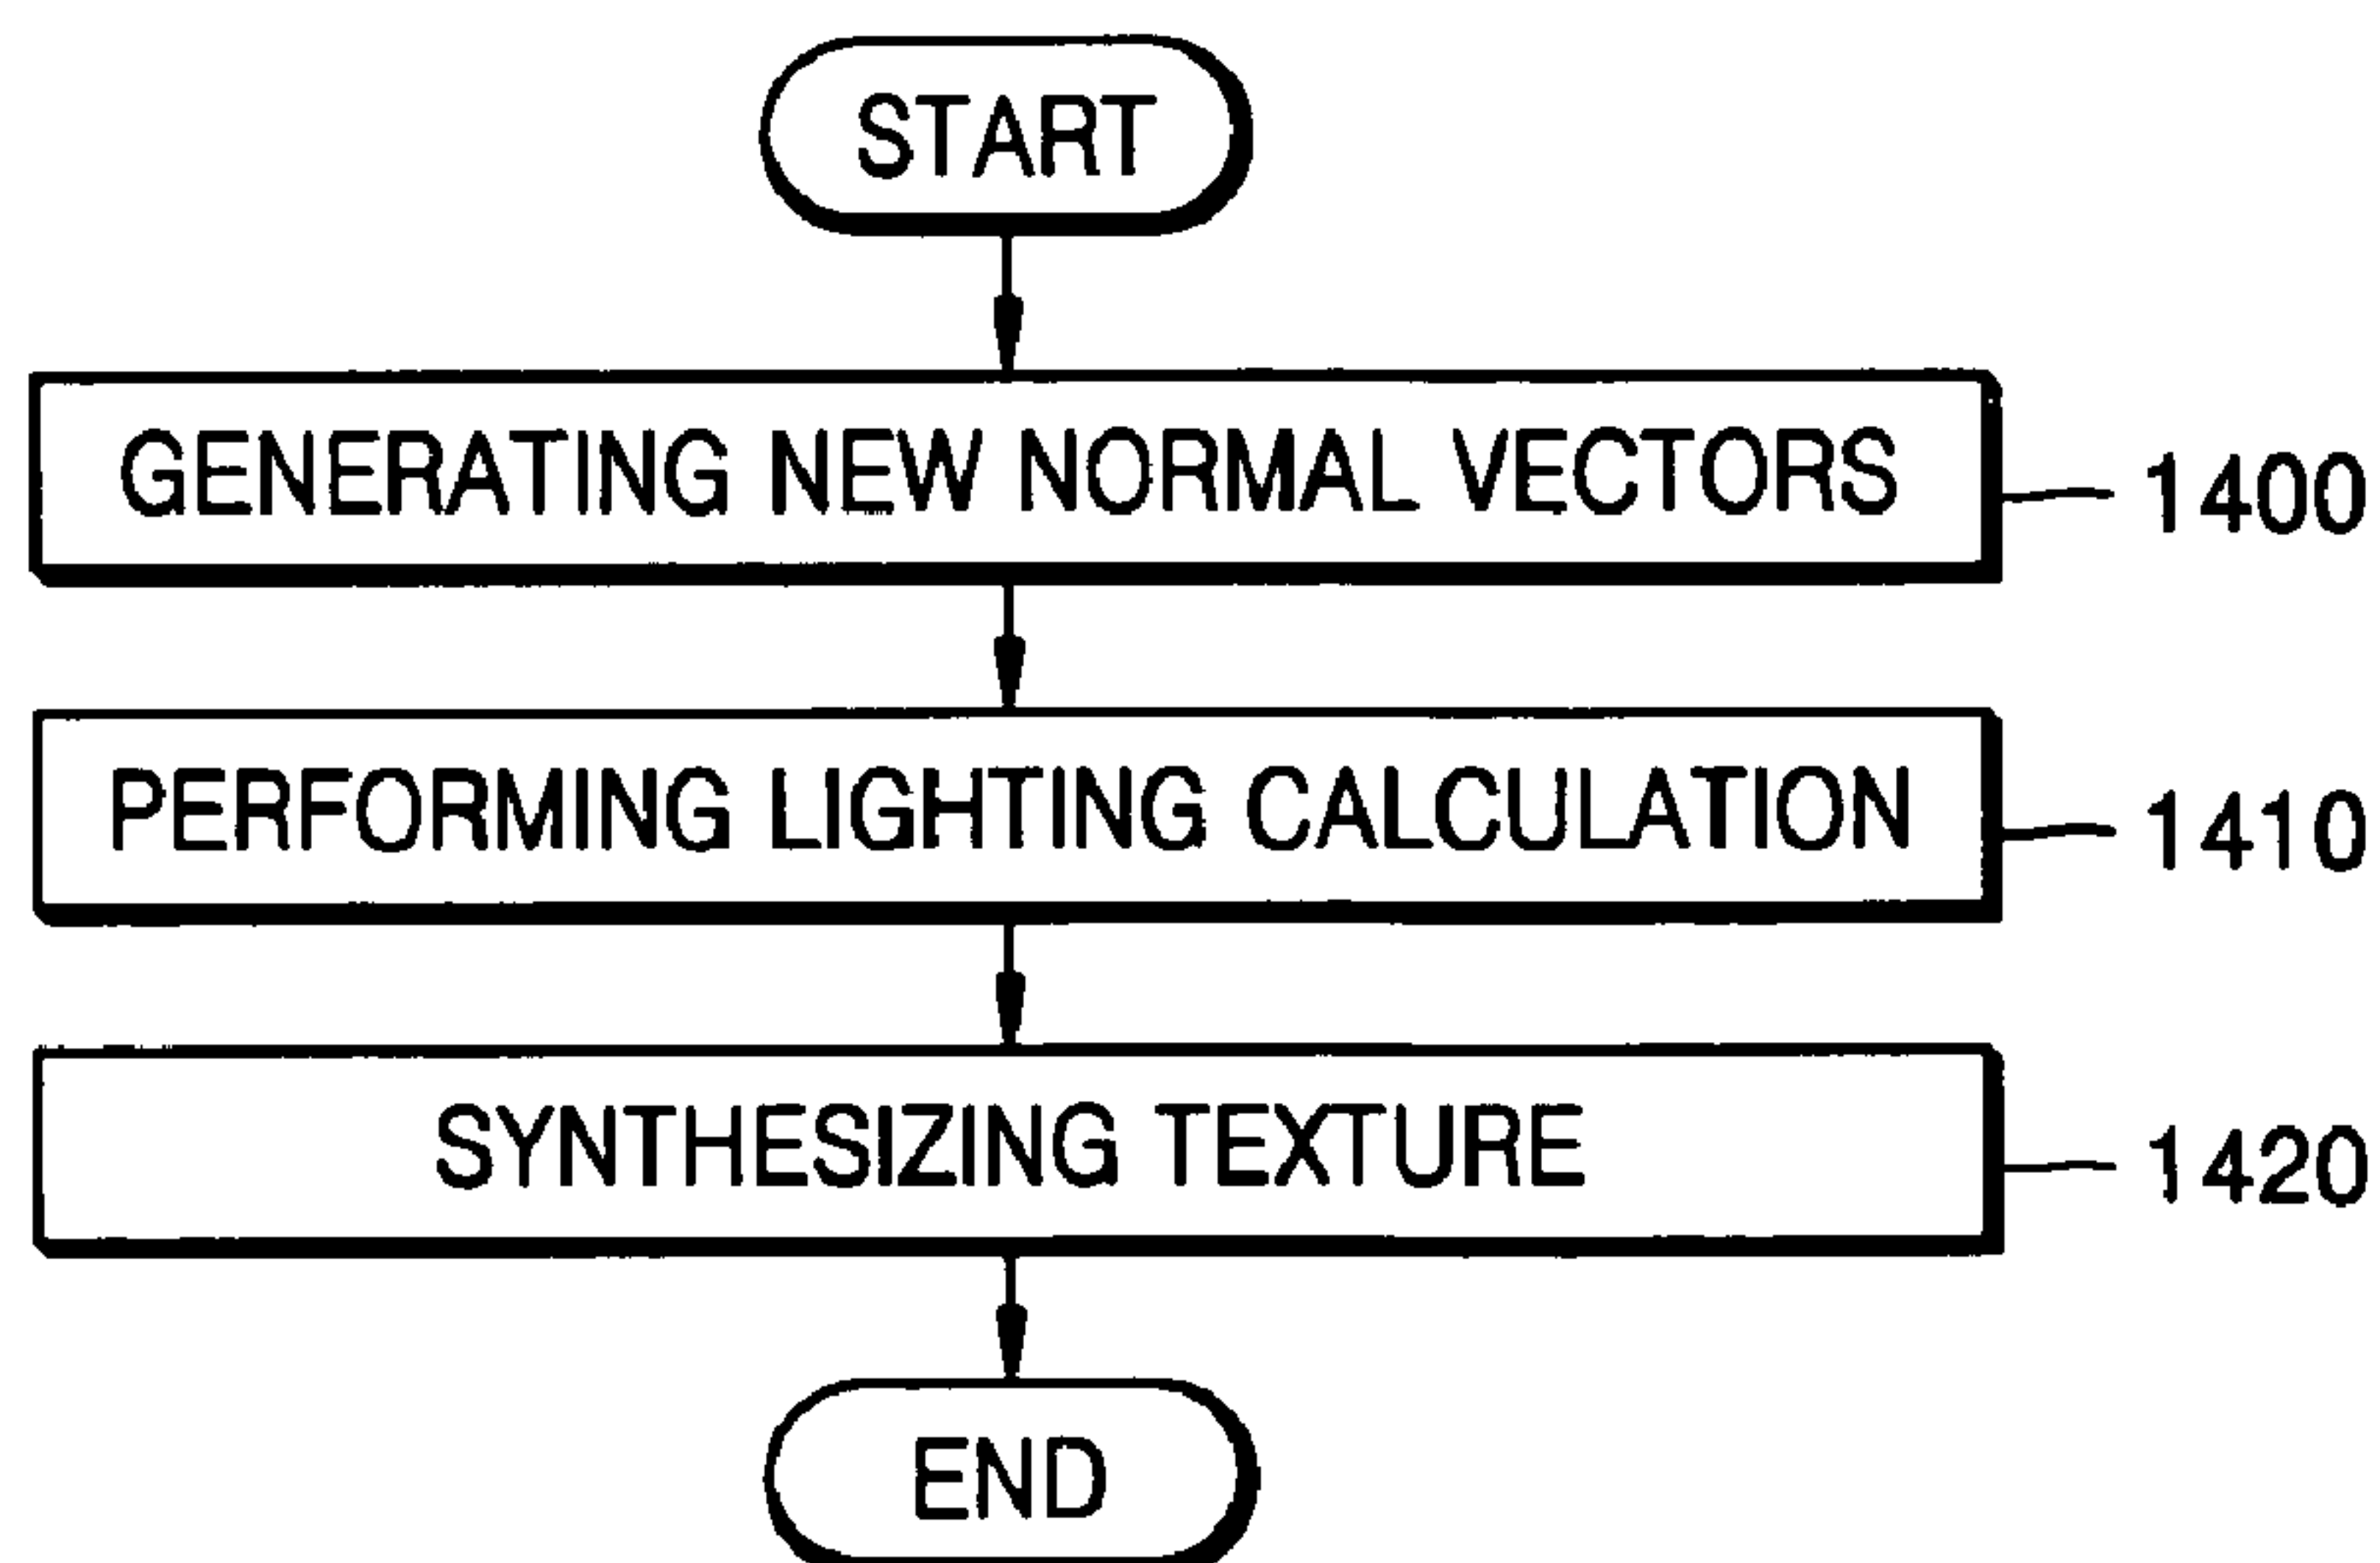 START
GENERATING NEW NORMAL VECTORS
1400
PERFORMING LIGHTING CALCULATION
1410
SYNTHESIZING TEXTURE
1420
END